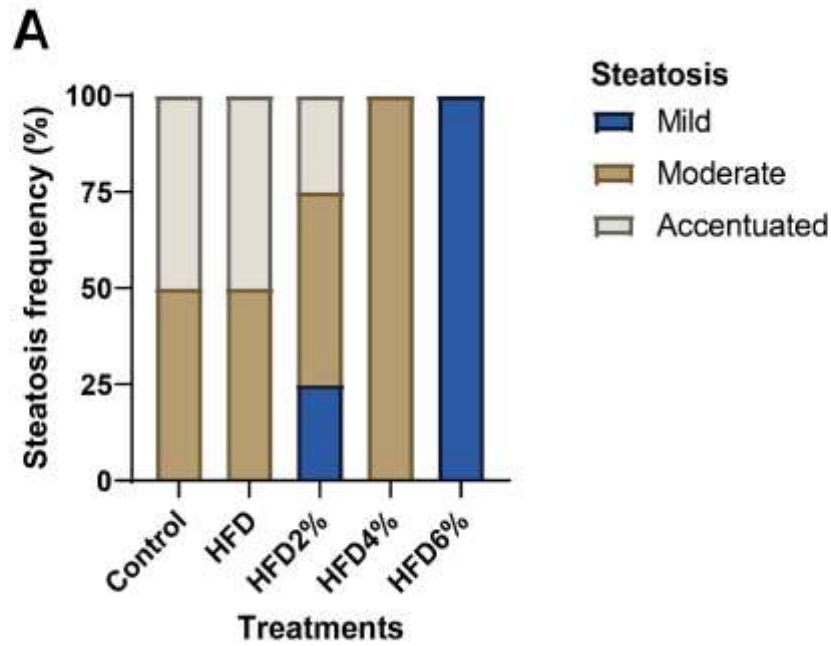 A
Steatosis frequency (%)
100
75
50
25
0
Control
HFD
HFD2%
HFD4%
HFD6%
Treatments
Steatosis
Mild
Moderate
Accentuated